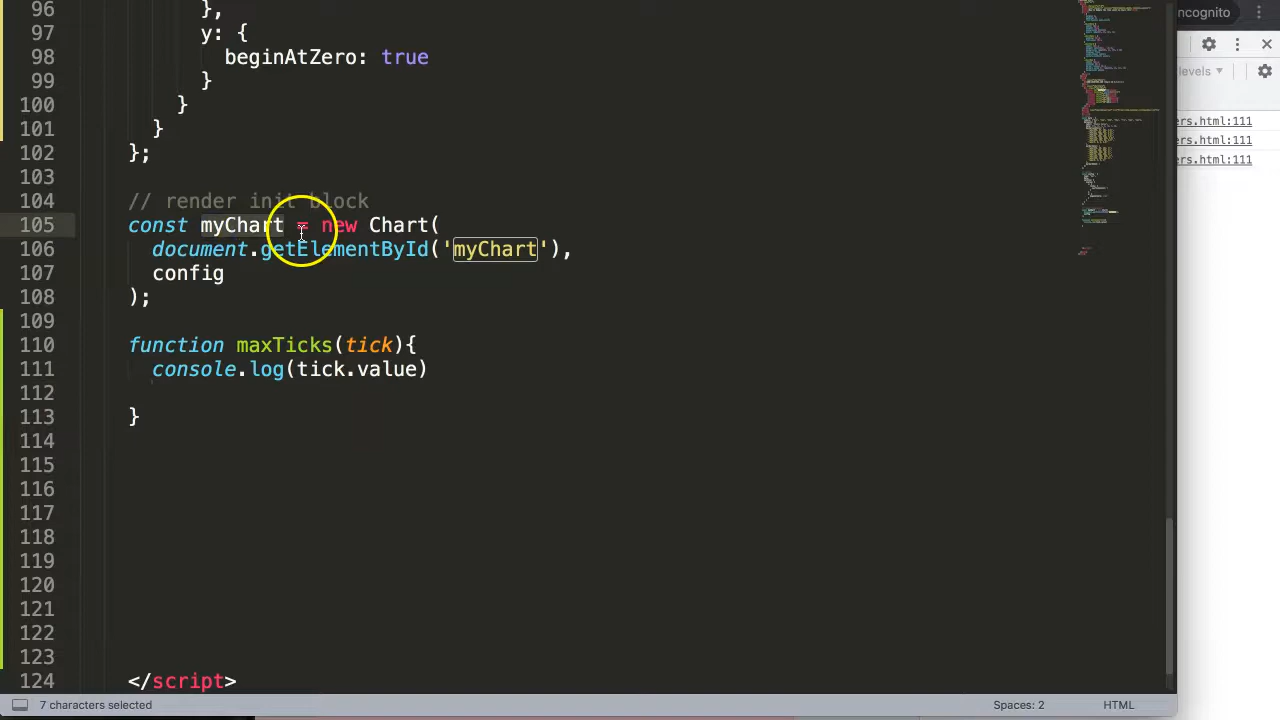 96 },
97 y: {
98 beginAtZero: true
99 }
100 }
101 }
102 };
103
104 // render init block
105 const myChart = new Chart(
106 document.getElementById('myChart'),
107 config
108 );
109
110 function maxTicks(tick){
111 console.log(tick.value)
112
113 }
114
115
116
117
118
119
120
121
122
123
124 </script>
7 characters selected
Spaces: 2
HTML
ncognito
levels ▾
ers.html:111
ers.html:111
ers.html:111